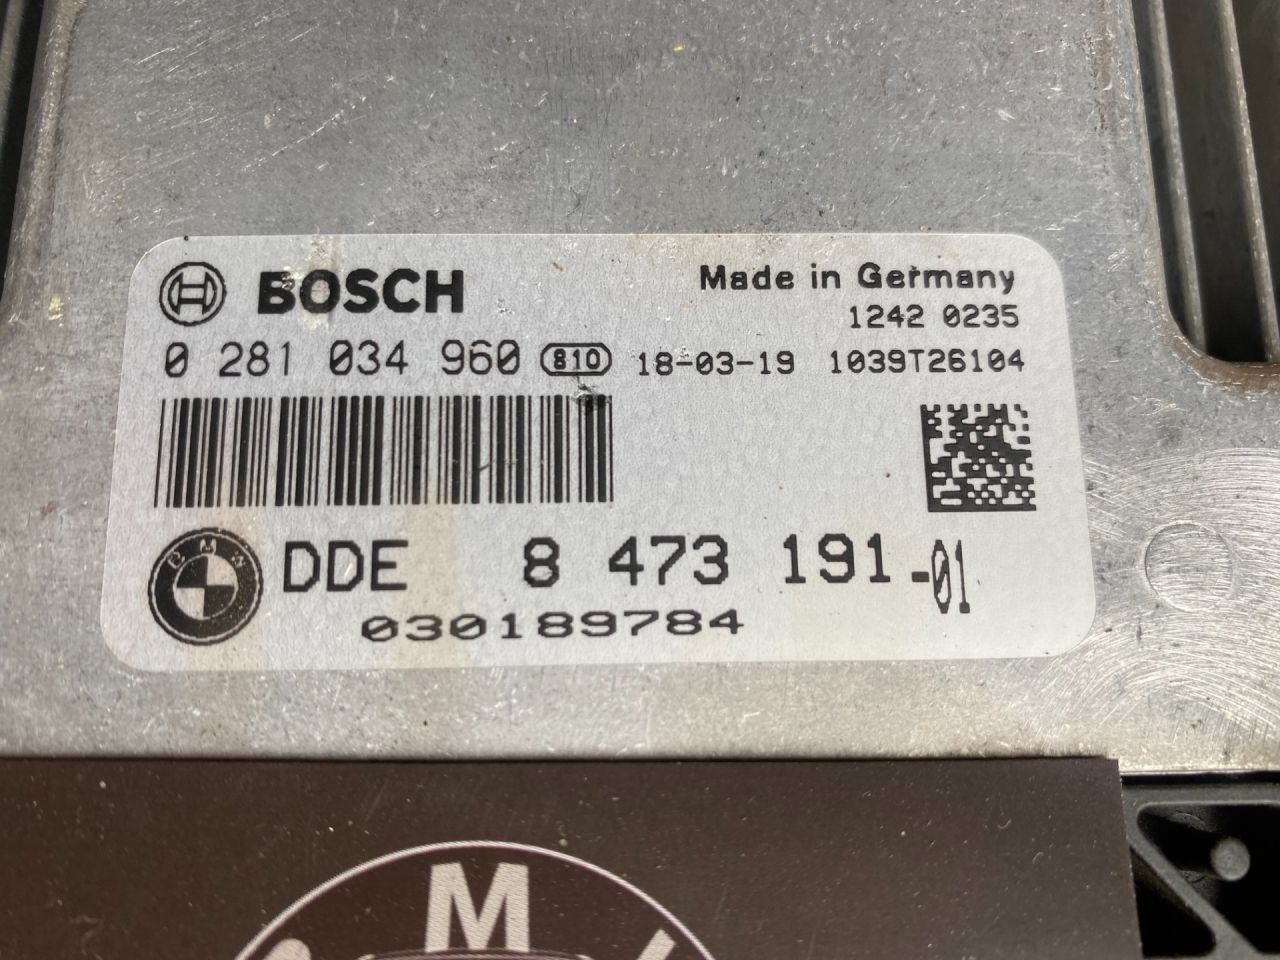 BOSCH
Made in Germany
1242 0235
0 281 034 960 810 18-03-19 1039T26104
BMW
DDE 8 473 191-01
030189784
M